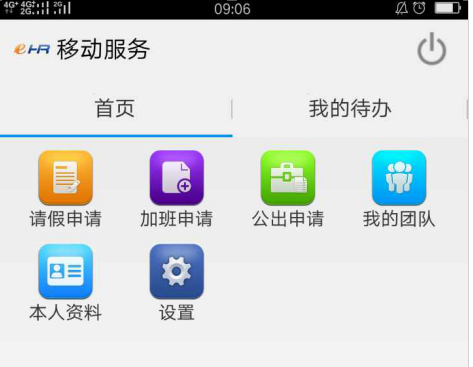 4G+ 4G+ 2G
2G
09:06
eHR 移动服务
首页
我的待办
请假申请
加班申请
公出申请
我的团队
本人资料
设置